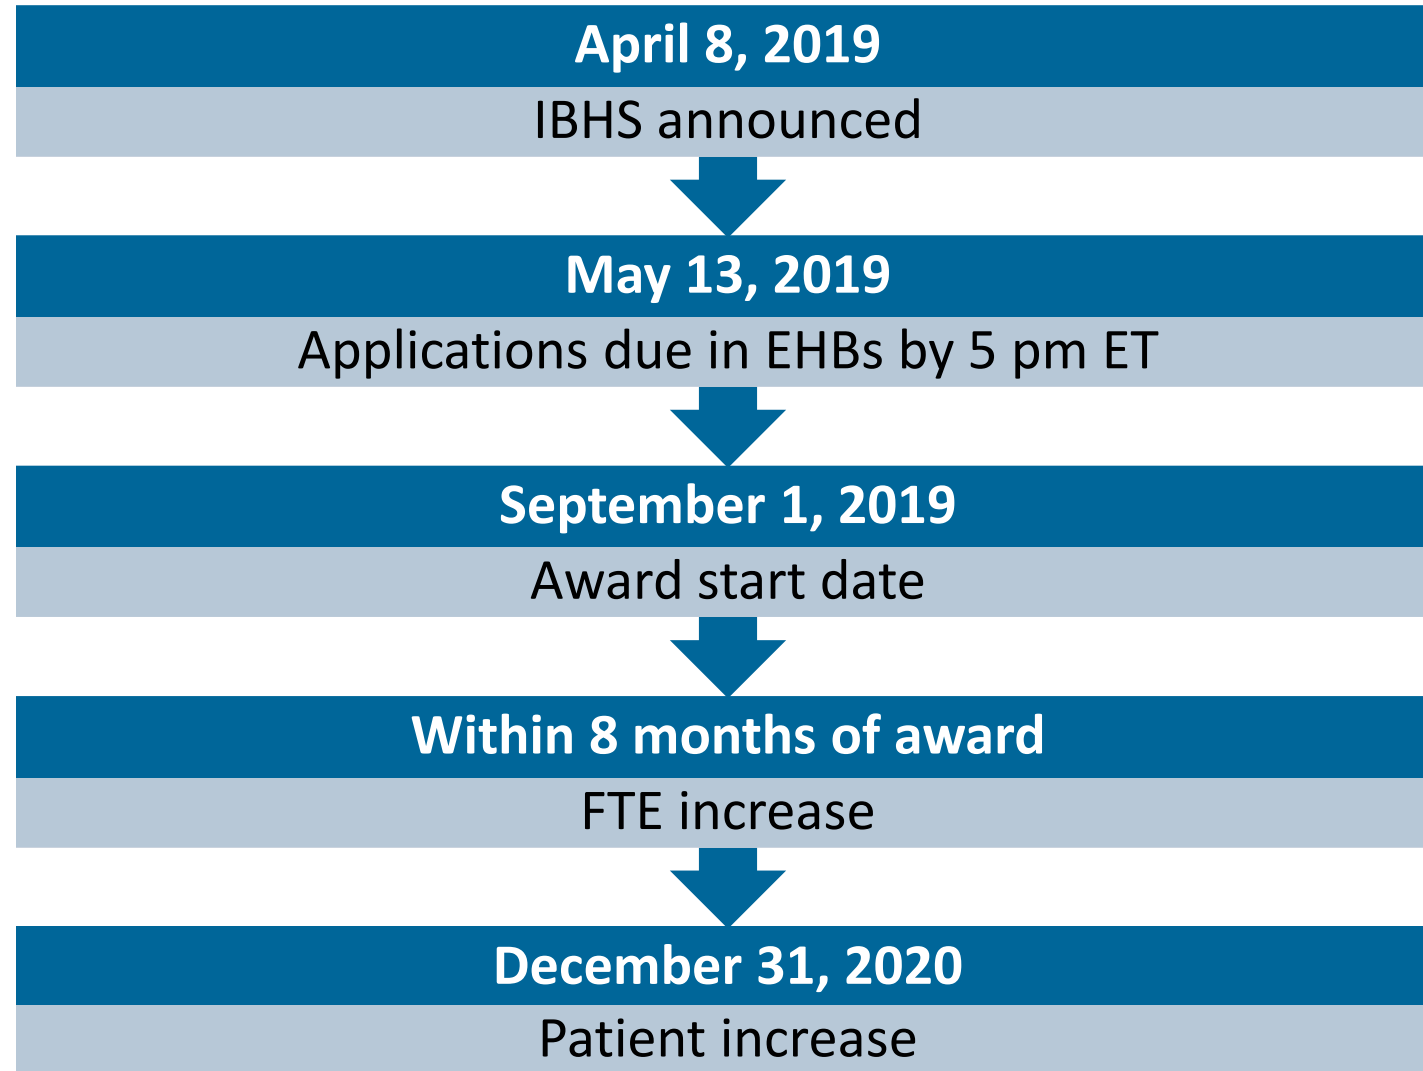 April 8, 2019
IBHS announced
May 13, 2019
Applications due in EHBs by 5 pm ET
September 1, 2019
Award start date
Within 8 months of award
FTE increase
December 31, 2020
Patient increase